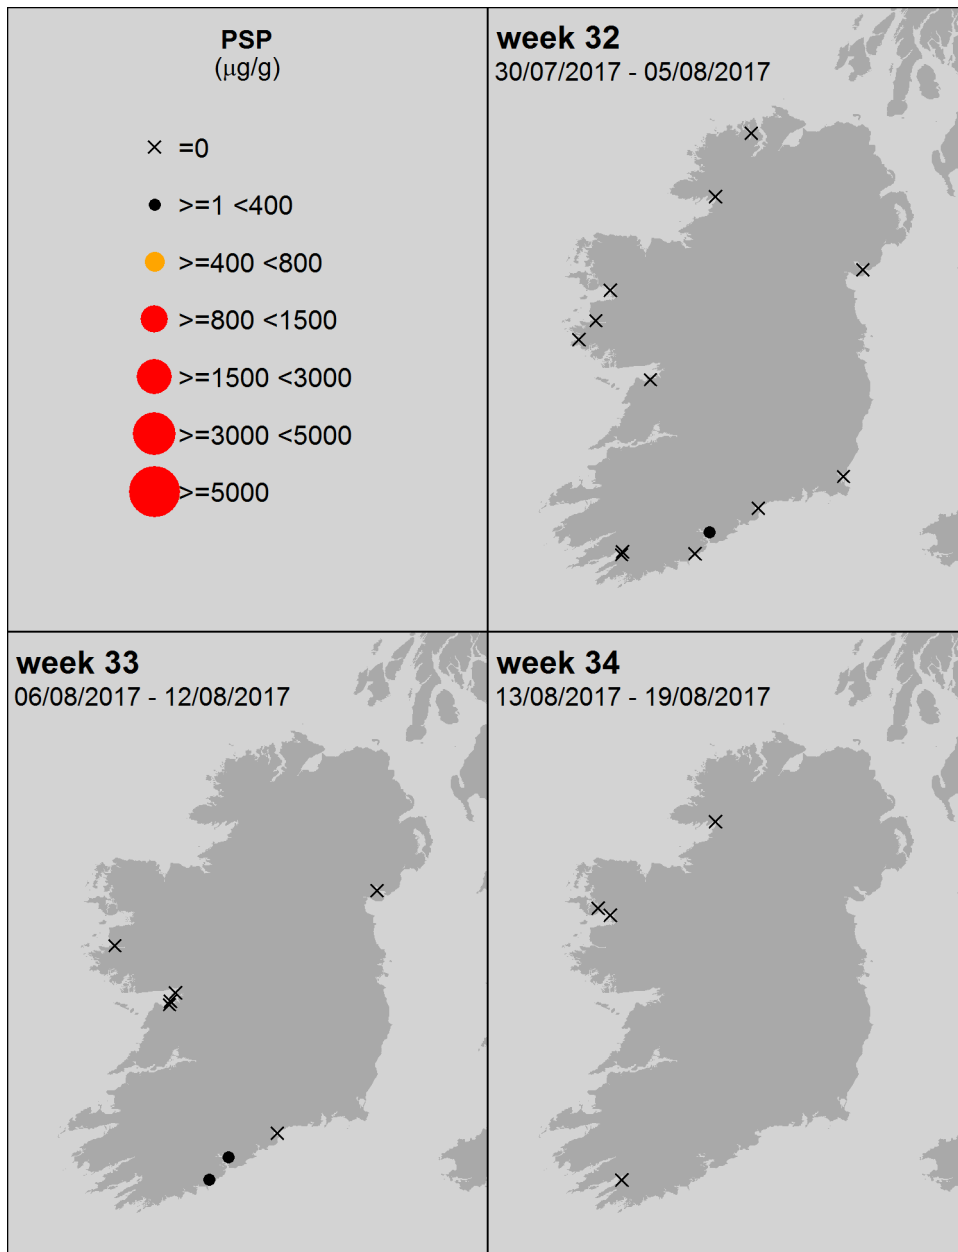 PSP
(µg/g)
=0
>=1 <400
>=400 <800
>=800 <1500
>=1500 <3000
>=3000 <5000
>=5000
week 32
30/07/2017 - 05/08/2017
week 33
06/08/2017 - 12/08/2017
week 34
13/08/2017 - 19/08/2017